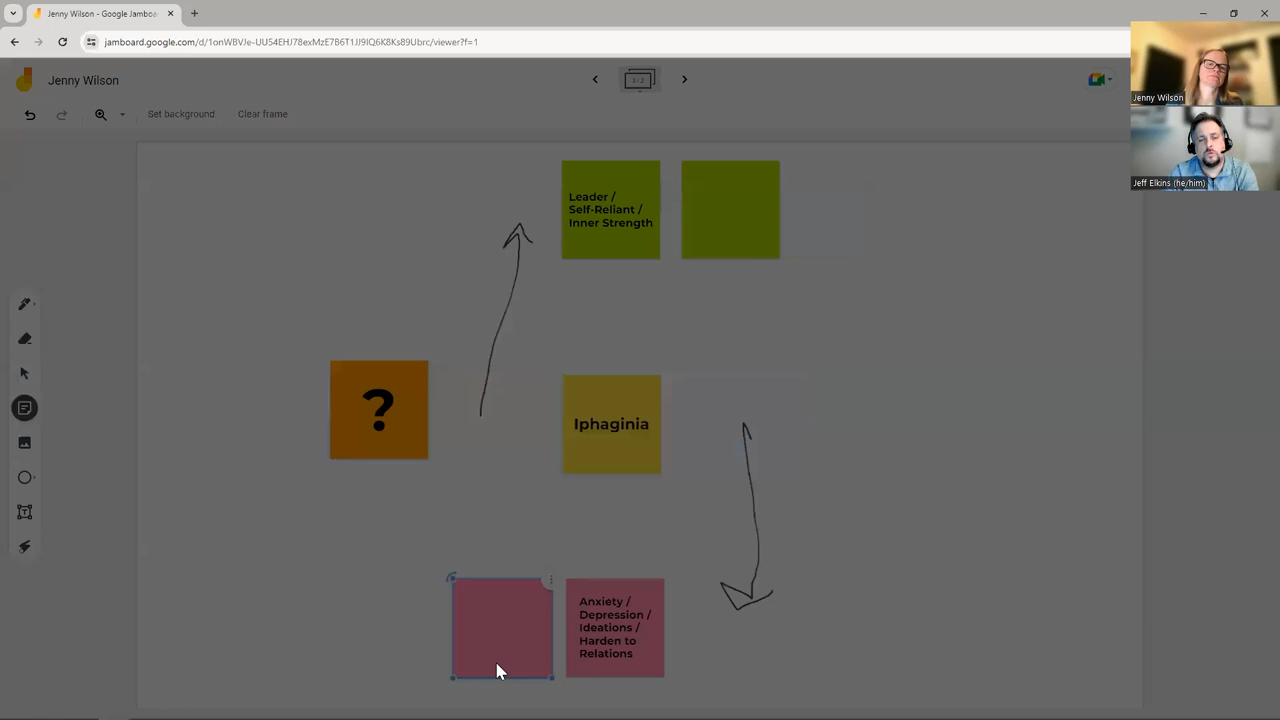 Jenny Wilson - Google Jamboa
jamboard.google.com/d/1onWBVJe-UU54EHJ78exMzE7B6T1JJ9IQ6K8Ks89Ubrc/viewer?f=1
Jenny Wilson
Set background
Clear frame
Jenny Wilson
Jeff Elkins (he/him)
Leader /
Self-Reliant /
Inner Strength
?
Iphaginia
Anxiety /
Depression /
Ideations /
Harden to
Relations